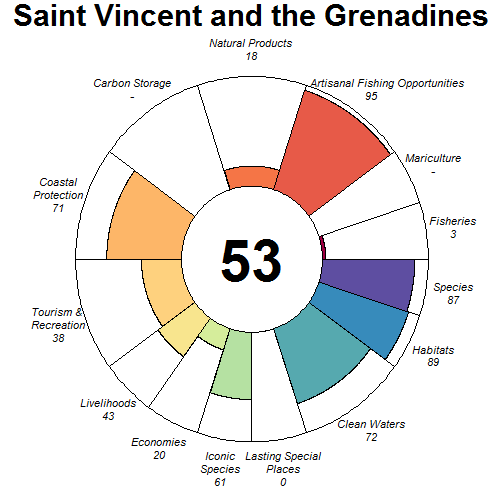 Saint Vincent and the Grenadines
Natural Products
18
Carbon Storage
-
Artisanal Fishing Opportunities
95
Mariculture
-
Coastal
Protection
71
Fisheries
3
53
Species
87
Tourism &
Recreation
38
Habitats
89
Livelihoods
43
Clean Waters
72
Economies
20
Iconic
Species
61
Lasting Special
Places
0